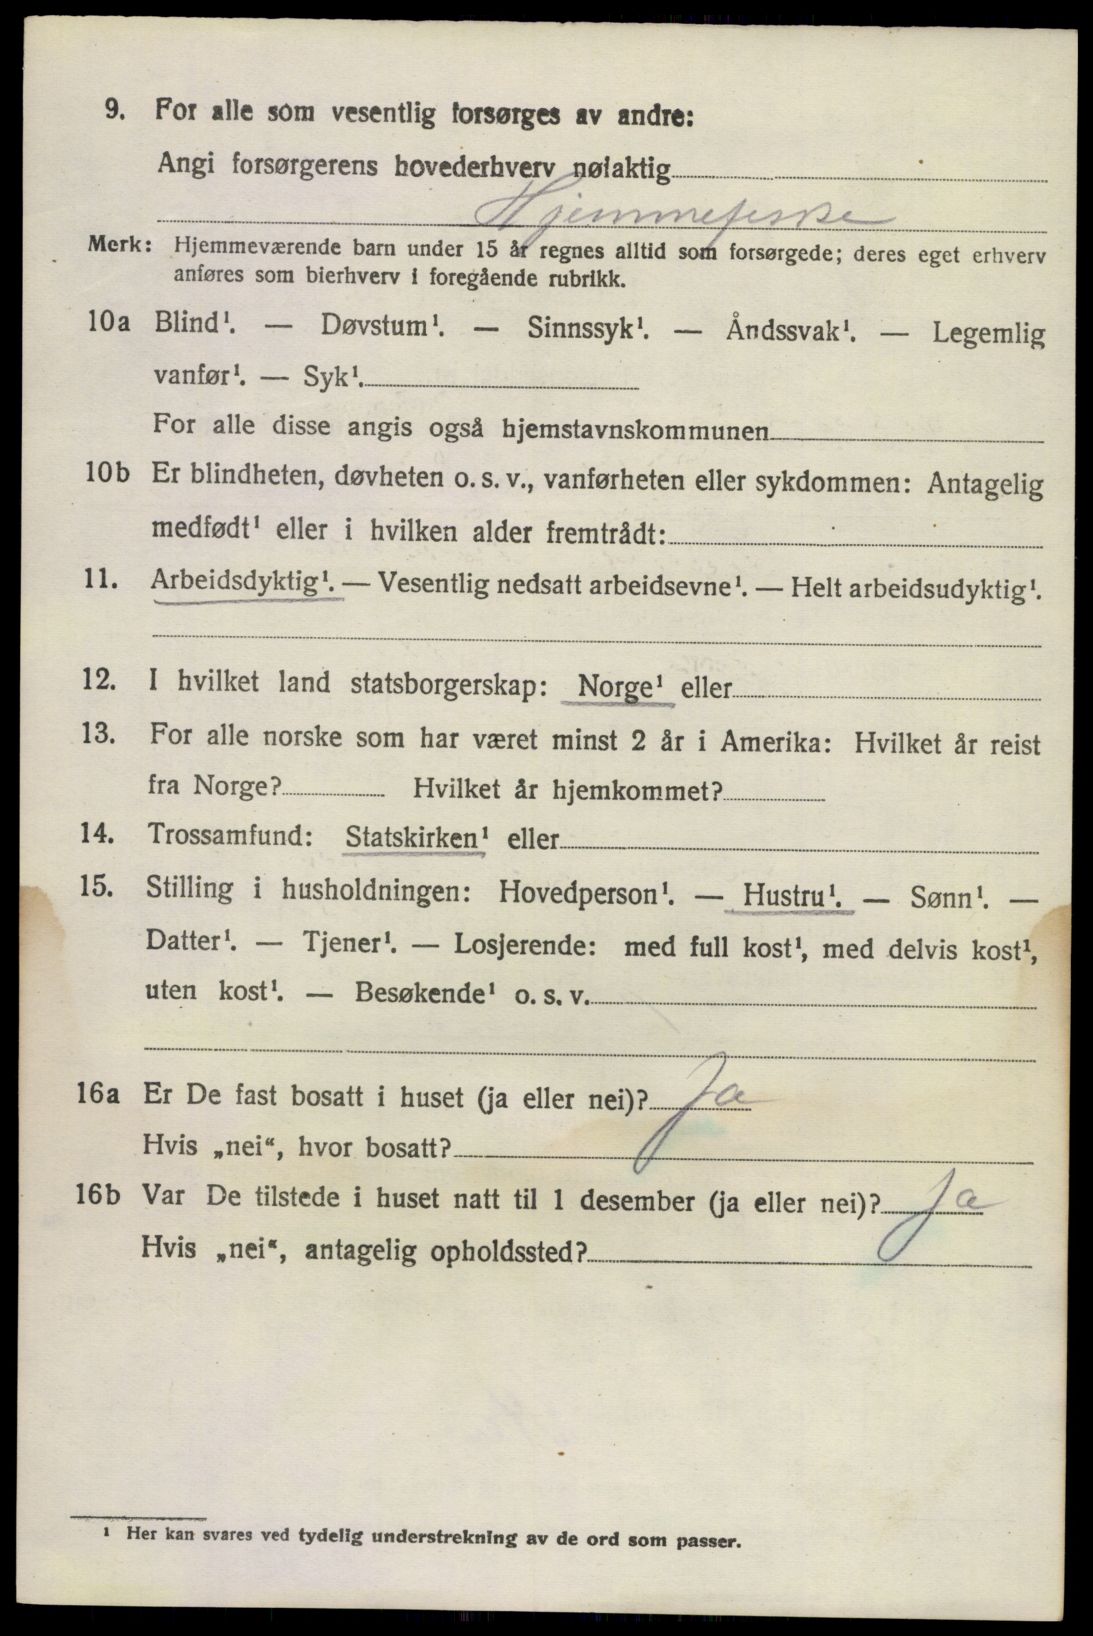 9. For alle som vesentlig forsørges av andre:
Angi forsørgerens hovederhverv nøiaktig
Hjemmefiske
Merk: Hjemmeværende barn under 15 år regnes alltid som forsørgede; deres eget erhverv
anføres som bierhverv i foregående rubrikk.
10a Blind¹. — Døvstum¹. — Sinnssyk¹. — Åndssvak¹. — Legemlig
vanfør¹. — Syk¹.
For alle disse angis også hjemstavnskommunen
10b Er blindheten, døvheten o. s. v., vanførheten eller sykdommen: Antagelig
medfødt¹ eller i hvilken alder fremtrådt:
11. Arbeidsdyktig¹. — Vesentlig nedsatt arbeidsevne¹. — Helt arbeidsudyktig¹.
12. I hvilket land statsborgerskap: Norge¹ eller
13. For alle norske som har været minst 2 år i Amerika: Hvilket år reist
fra Norge? Hvilket år hjemkommet?
14. Trossamfund: Statskirken¹ eller
15. Stilling i husholdningen: Hovedperson¹. — Hustru¹. — Sønn¹. —
Datter¹. — Tjener¹. — Losjerende: med full kost¹, med delvis kost¹,
uten kost¹. — Besøkende¹ o. s. v.
16a Er De fast bosatt i huset (ja eller nei)? Ja
Hvis „nei“, hvor bosatt?
16b Var De tilstede i huset natt til 1 desember (ja eller nei)? Ja
Hvis „nei“, antagelig opholdssted?
¹ Her kan svares ved tydelig understrekning av de ord som passer.